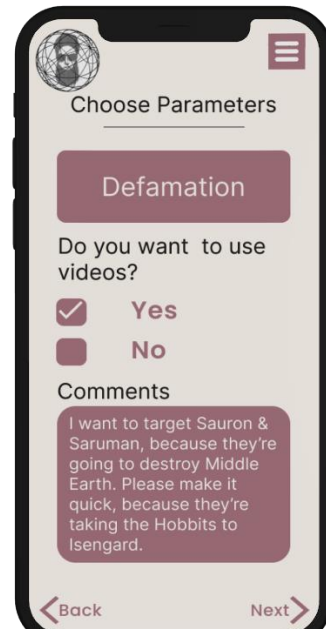 Choose Parameters
Defamation
Do you want to use
videos?
Yes
No
Comments
I want to target Sauron &
Saruman, because they're
going to destroy Middle
Earth. Please make it
quick, because they're
taking the Hobbits to
Isengard.
Back
Next